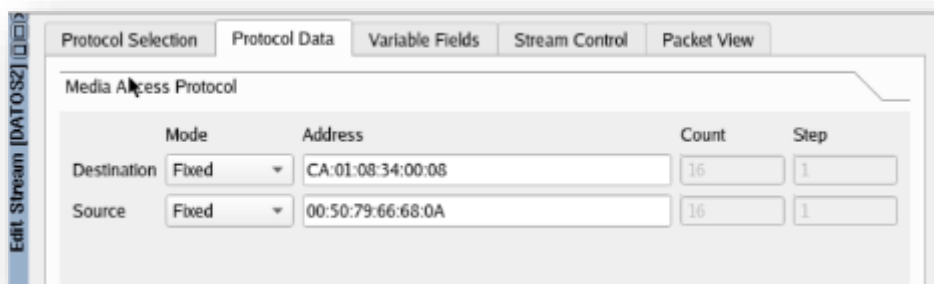 Edit Stream [DATOS2]
Protocol Selection Protocol Data Variable Fields Stream Control Packet View
Media Access Protocol
Mode Address Count Step
Destination Fixed CA:01:08:34:00:08 16 1
Source Fixed 00:50:79:66:68:0A 16 1